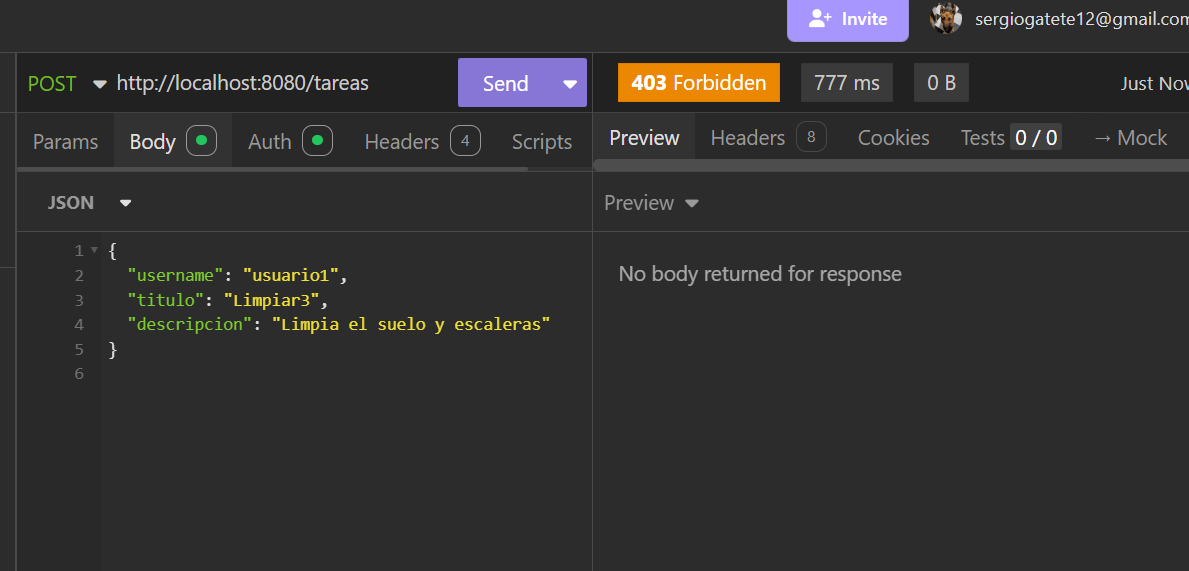 Invite
sergiogatete12@gmail.com
POST http://localhost:8080/tareas Send
403 Forbidden 777 ms 0 B Just Now
Params Body Auth Headers 4 Scripts
Preview Headers 8 Cookies Tests 0 / 0 → Mock
JSON
Preview
1 {
2 "username": "usuario1",
3 "titulo": "Limpiar3",
4 "descripcion": "Limpia el suelo y escaleras"
5 }
6
No body returned for response